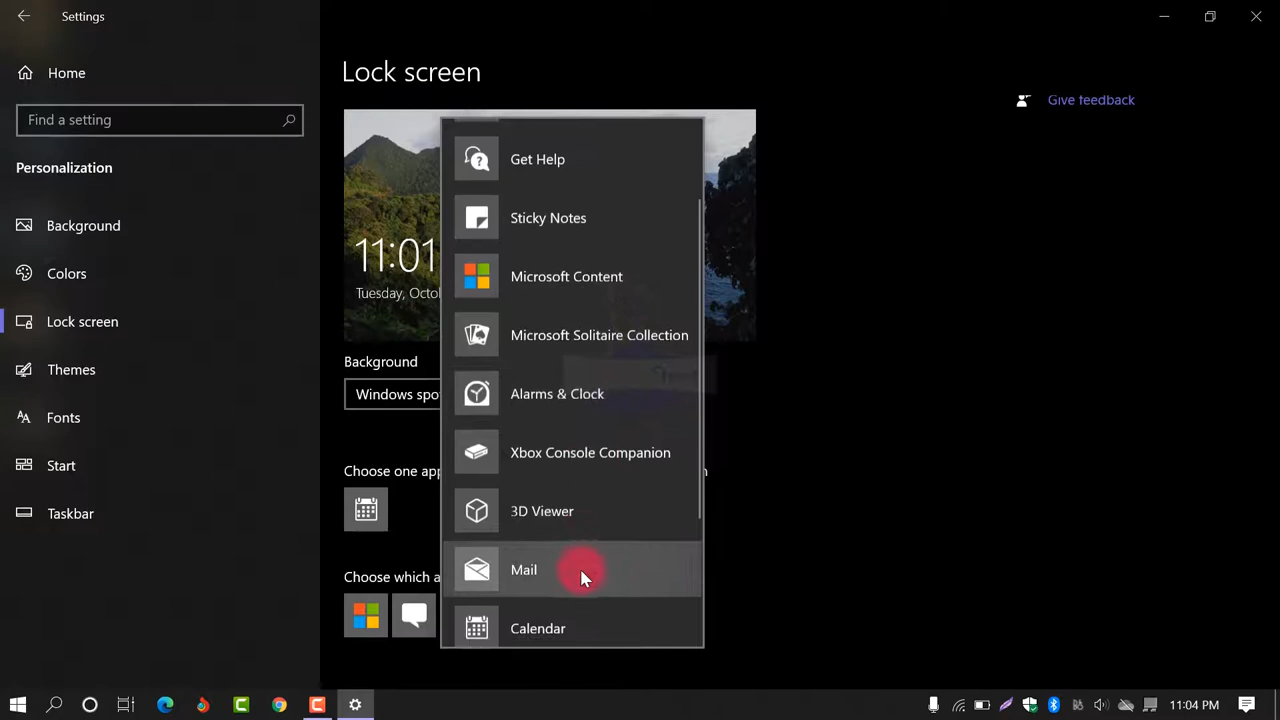 Settings
Home
Find a setting
Personalization
Background
Colors
Lock screen
Themes
Fonts
Start
Taskbar
Lock screen
Give feedback
11:01
Tuesday, Octo
Background
Windows spo
Choose one app
n
Choose which a
Get Help
Sticky Notes
Microsoft Content
Microsoft Solitaire Collection
Alarms & Clock
Xbox Console Companion
3D Viewer
Mail
Calendar
11:04 PM